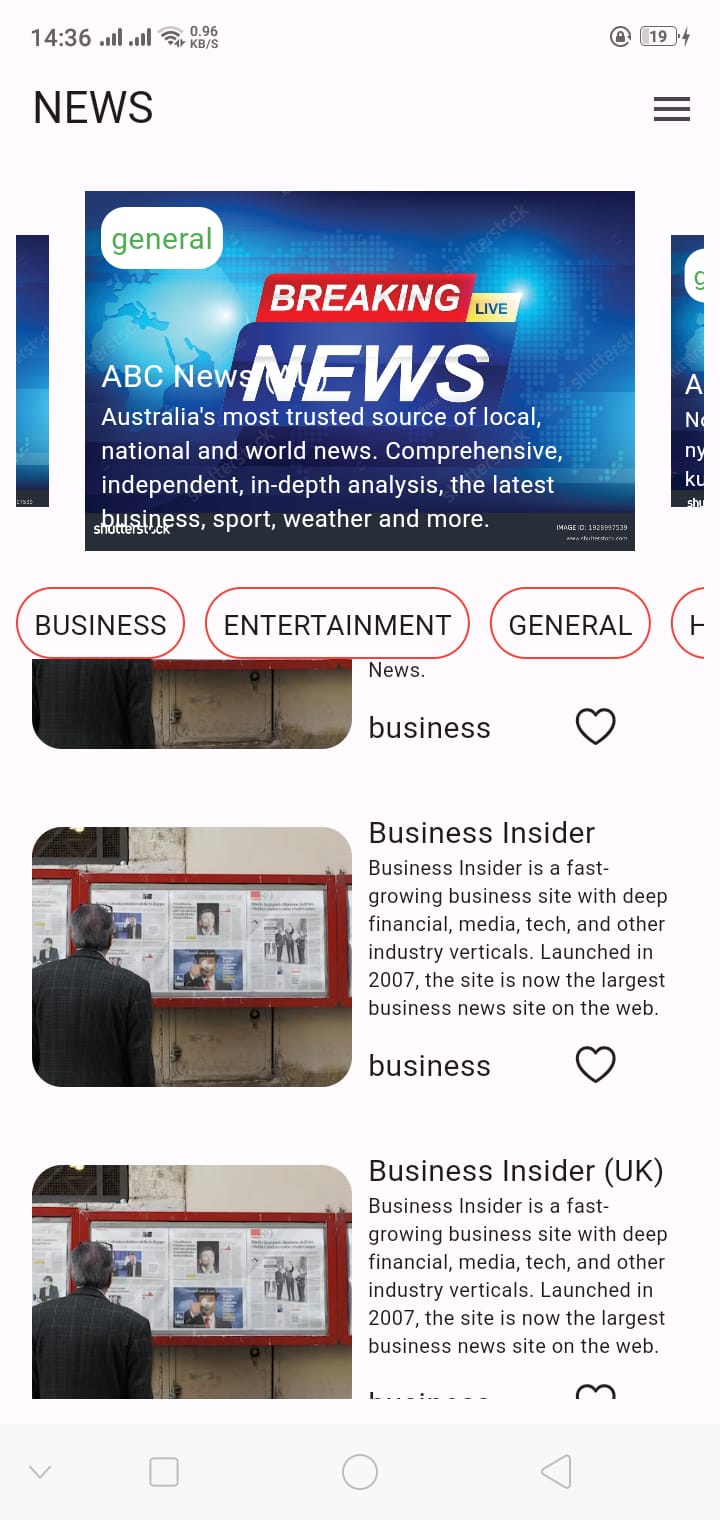 14:36 0.96 KB/S 19
NEWS
general
BREAKING
LIVE
NEWS
ABC News (AU)
Australia's most trusted source of local,
national and world news. Comprehensive,
independent, in-depth analysis, the latest
business, sport, weather and more.
shutterstock
IMAGE ID: 1928997539
www.shutterstock.com
27539
g
A
No
ny
ku
shu
BUSINESS
ENTERTAINMENT
GENERAL
H
News.
business
Business Insider
Business Insider is a fast-
growing business site with deep
financial, media, tech, and other
industry verticals. Launched in
2007, the site is now the largest
business news site on the web.
business
Business Insider (UK)
Business Insider is a fast-
growing business site with deep
financial, media, tech, and other
industry verticals. Launched in
2007, the site is now the largest
business news site on the web.
business